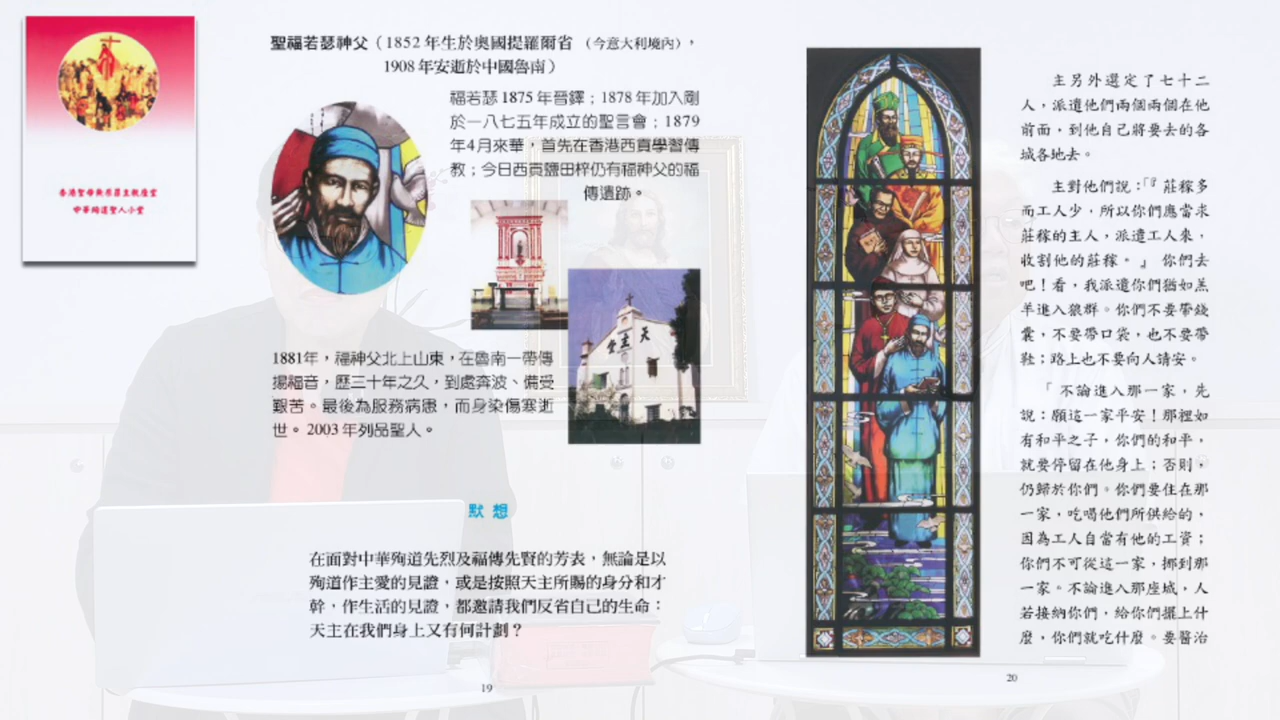 香港聖母無原罪主教座堂
中華殉道聖人小堂
聖福若瑟神父（1852 年生於奧國提羅爾省 （今意大利境內），
1908 年安逝於中國魯南）
福若瑟 1875 年晉鐸；1878 年加入剛
於一八七五年成立的聖言會；1879
年4月來華，首先在香港西貢學習傳
教；今日西貢鹽田梓仍有福神父的福
傳遺跡。
天主堂
1881年，福神父北上山東，在魯南一帶傳
揚福音，歷三十年之久，到處奔波、備受
艱苦。最後為服務病患，而身染傷寒逝
世。2003 年列品聖人。
默想
在面對中華殉道先烈及福傳先賢的芳表，無論是以
殉道作主愛的見證，或是按照天主所賜的身分和才
幹，作生活的見證，都邀請我們反省自己的生命：
天主在我們身上又有何計劃？
19
主另外選定了七十二
人，派遣他們兩個兩個在他
前面，到他自己將要去的各
城各地去。
主對他們說：「『 莊稼多
而工人少，所以你們應當求
莊稼的主人，派遣工人來，
收割他的莊稼。』 你們去
吧！看，我派遣你們猶如羔
羊進入狼群。你們不要帶錢
囊，不要帶口袋，也不要帶
鞋；路上也不要向人請安。
「 不論進入那一家，先
說：願這一家平安！那裡如
有和平之子，你們的和平，
就要停留在他身上；否則，
仍歸於你們。你們要住在那
一家，吃喝他們所供給的，
因為工人自當有他的工資；
你們不可從這一家，挪到那
一家。不論進入那座城，人
若接納你們，給你們擺上什
麼，你們就吃什麼。要醫治
20